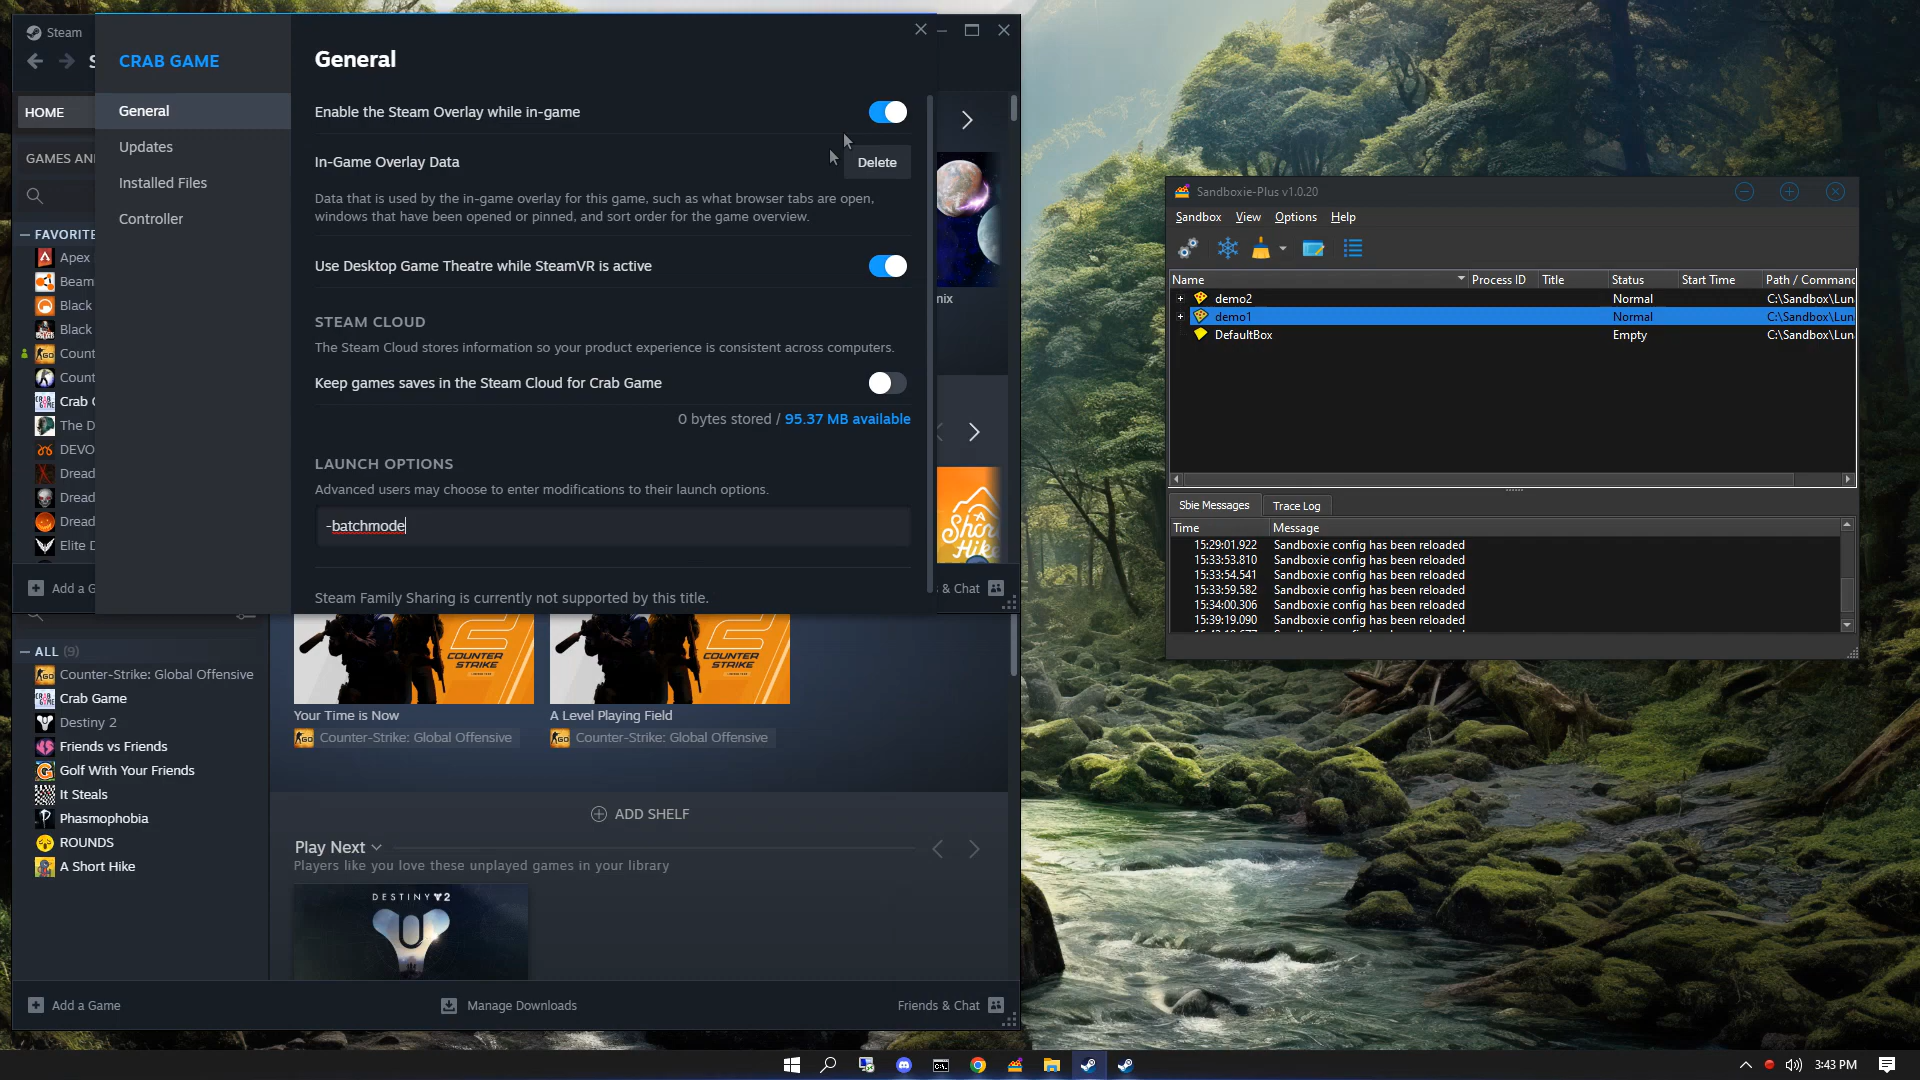 Steam
S
HOME
GAMES AN
FAVORITE
Apex
Beam
Black
Black
Count
Count
Crab
The D
DEVO
Dread
Dread
Dread
Elite D
Add a G
CRAB GAME
General
Updates
Installed Files
Controller
General
Enable the Steam Overlay while in-game
In-Game Overlay Data
Delete
Data that is used by the in-game overlay for this game, such as what browser tabs are open,
windows that have been opened or pinned, and sort order for the game overview.
Use Desktop Game Theatre while SteamVR is active
STEAM CLOUD
The Steam Cloud stores information so your product experience is consistent across computers.
Keep games saves in the Steam Cloud for Crab Game
0 bytes stored / 95.37 MB available
LAUNCH OPTIONS
Advanced users may choose to enter modifications to their launch options.
-batchmode
Steam Family Sharing is currently not supported by this title.
nix
A
Short
Hike
& Chat
ALL (9)
Counter-Strike: Global Offensive
Crab Game
Destiny 2
Friends vs Friends
Golf With Your Friends
It Steals
Phasmophobia
ROUNDS
A Short Hike
COUNTER
STRIKE
COUNTER
STRIKE
Your Time is Now
A Level Playing Field
Counter-Strike: Global Offensive
Counter-Strike: Global Offensive
ADD SHELF
Play Next
Players like you love these unplayed games in your library
DESTINY 2
Add a Game
Manage Downloads
Friends & Chat
Sandboxie-Plus v1.0.20
Sandbox View Options Help
Name Process ID Title Status Start Time Path / Command
demo2 Normal C:\Sandbox\Lun
demo1 Normal C:\Sandbox\Lun
DefaultBox Empty C:\Sandbox\Lun
Sbie Messages Trace Log
Time Message
15:29:01.922 Sandboxie config has been reloaded
15:33:53.810 Sandboxie config has been reloaded
15:33:54.541 Sandboxie config has been reloaded
15:33:59.582 Sandboxie config has been reloaded
15:34:00.306 Sandboxie config has been reloaded
15:39:19.090 Sandboxie config has been reloaded
3:43 PM